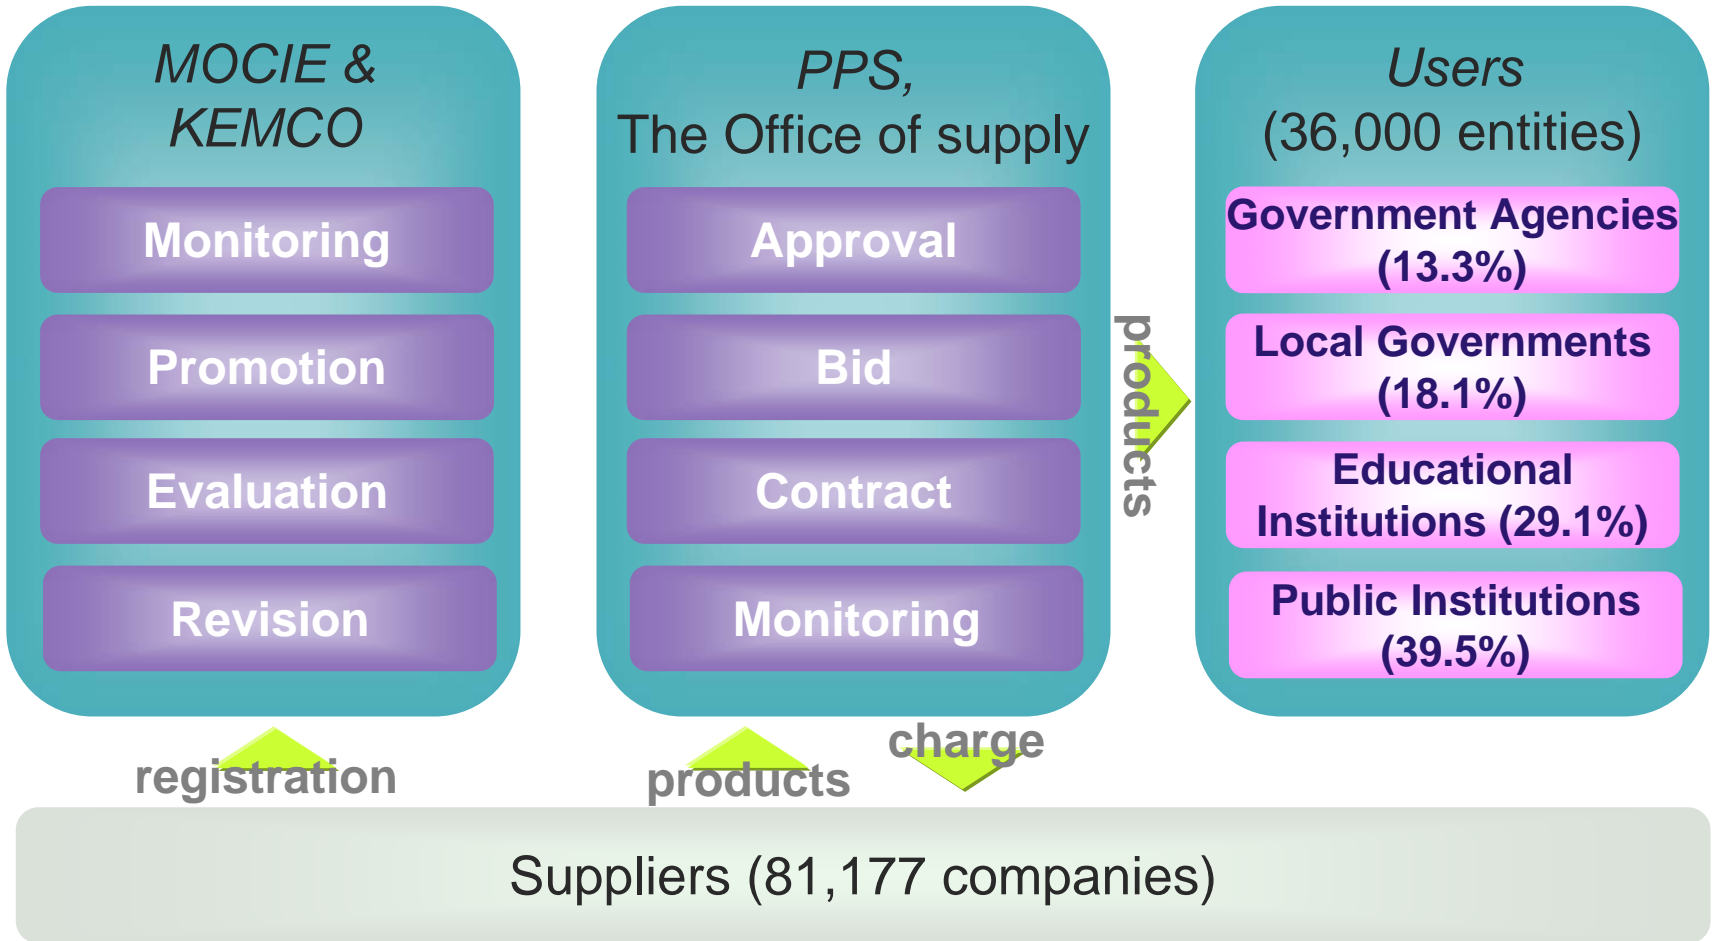 MOCIE &
KEMCO
Monitoring
Promotion
Evaluation
Revision
PPS,
The Office of supply
Approval
Bid
Contract
Monitoring
products
Users
(36,000 entities)
Government Agencies
(13.3%)
Local Governments
(18.1%)
Educational
Institutions (29.1%)
Public Institutions
(39.5%)
registration
products
charge
Suppliers (81,177 companies)